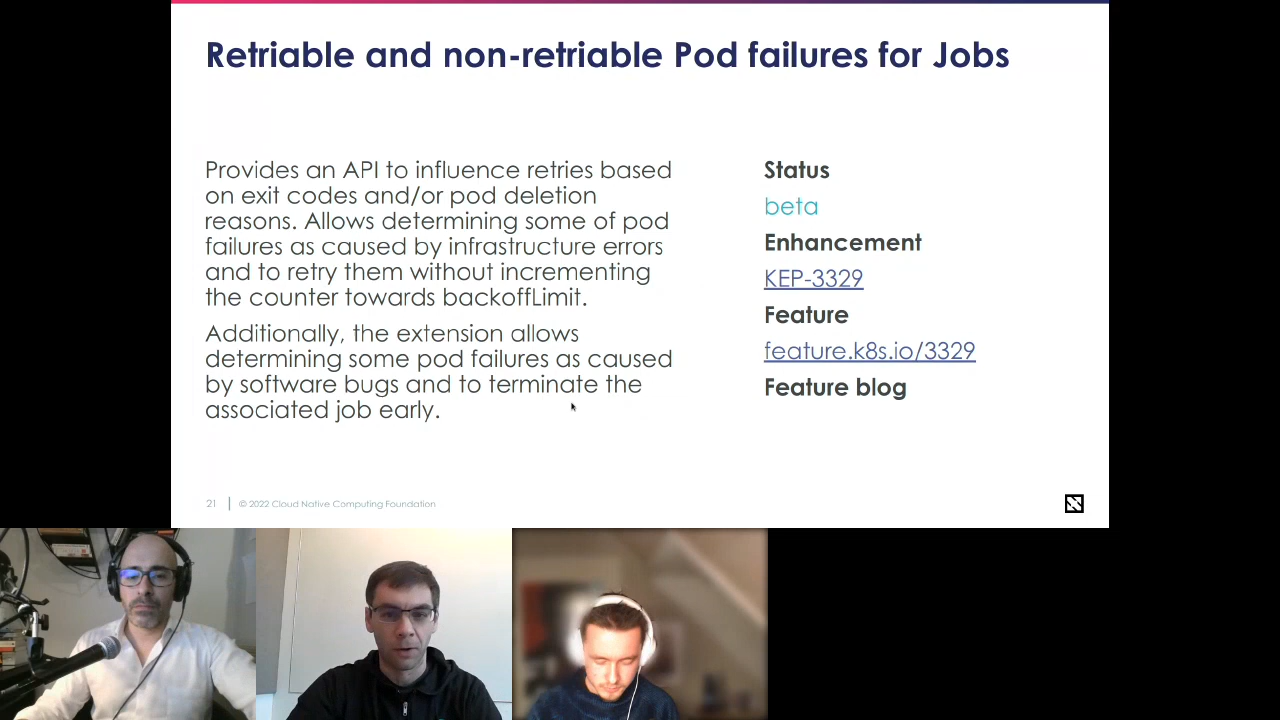 Retriable and non-retriable Pod failures for Jobs
Provides an API to influence retries based
on exit codes and/or pod deletion
reasons. Allows determining some of pod
failures as caused by infrastructure errors
and to retry them without incrementing
the counter towards backoffLimit.
Additionally, the extension allows
determining some pod failures as caused
by software bugs and to terminate the
associated job early.
Status
beta
Enhancement
KEP-3329
Feature
feature.k8s.io/3329
Feature blog
21
© 2022 Cloud Native Computing Foundation